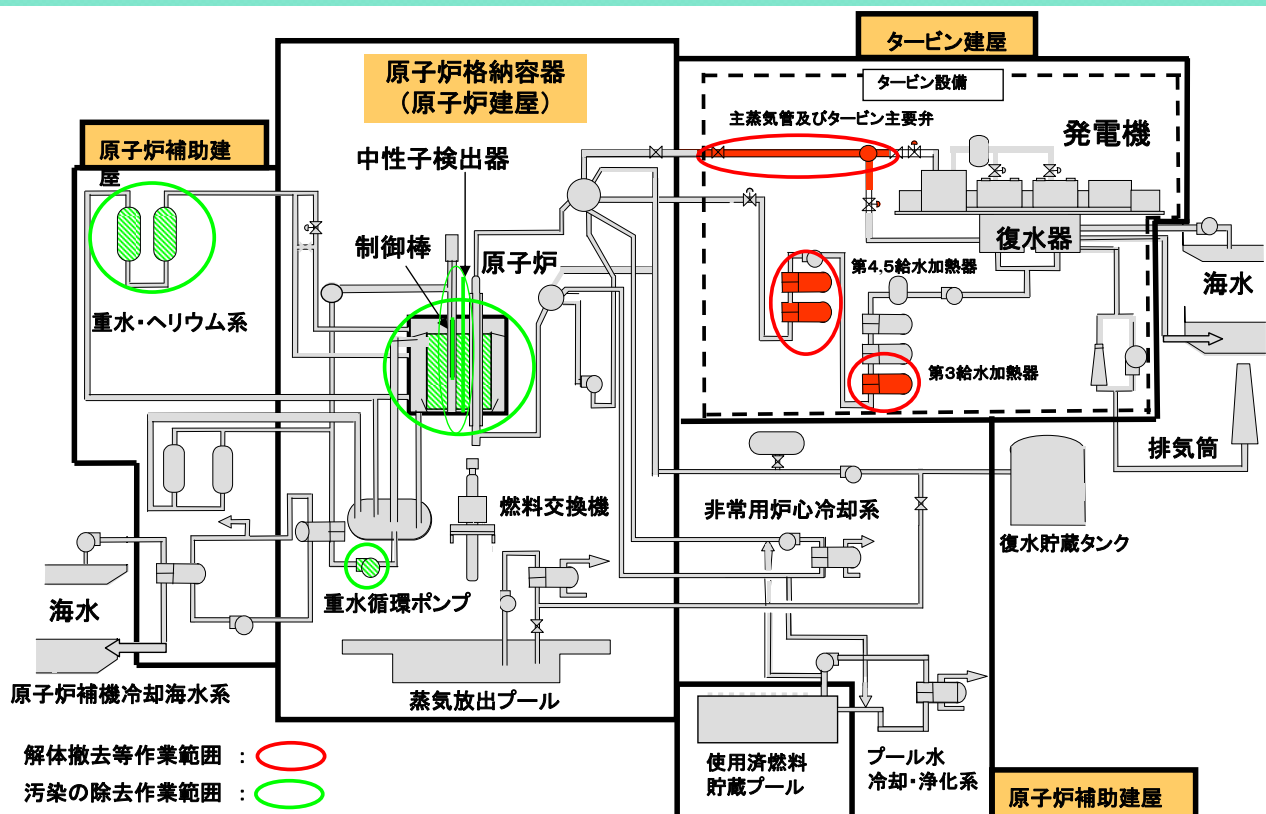 タービン建屋
原子炉格納容器
（原子炉建屋）
タービン設備
主蒸気管及びタービン主要弁
発電機
原子炉補助建
屋
中性子検出器
制御棒
原子炉
復水器
第4,5給水加熱器
海水
重水・ヘリウム系
第3給水加熱器
排気筒
燃料交換機
非常用炉心冷却系
復水貯蔵タンク
海水
重水循環ポンプ
原子炉補機冷却海水系
蒸気放出プール
解体撤去等作業範囲　：
汚染の除去作業範囲　：
使用済燃料
貯蔵プール
プール水
冷却・浄化系
原子炉補助建屋